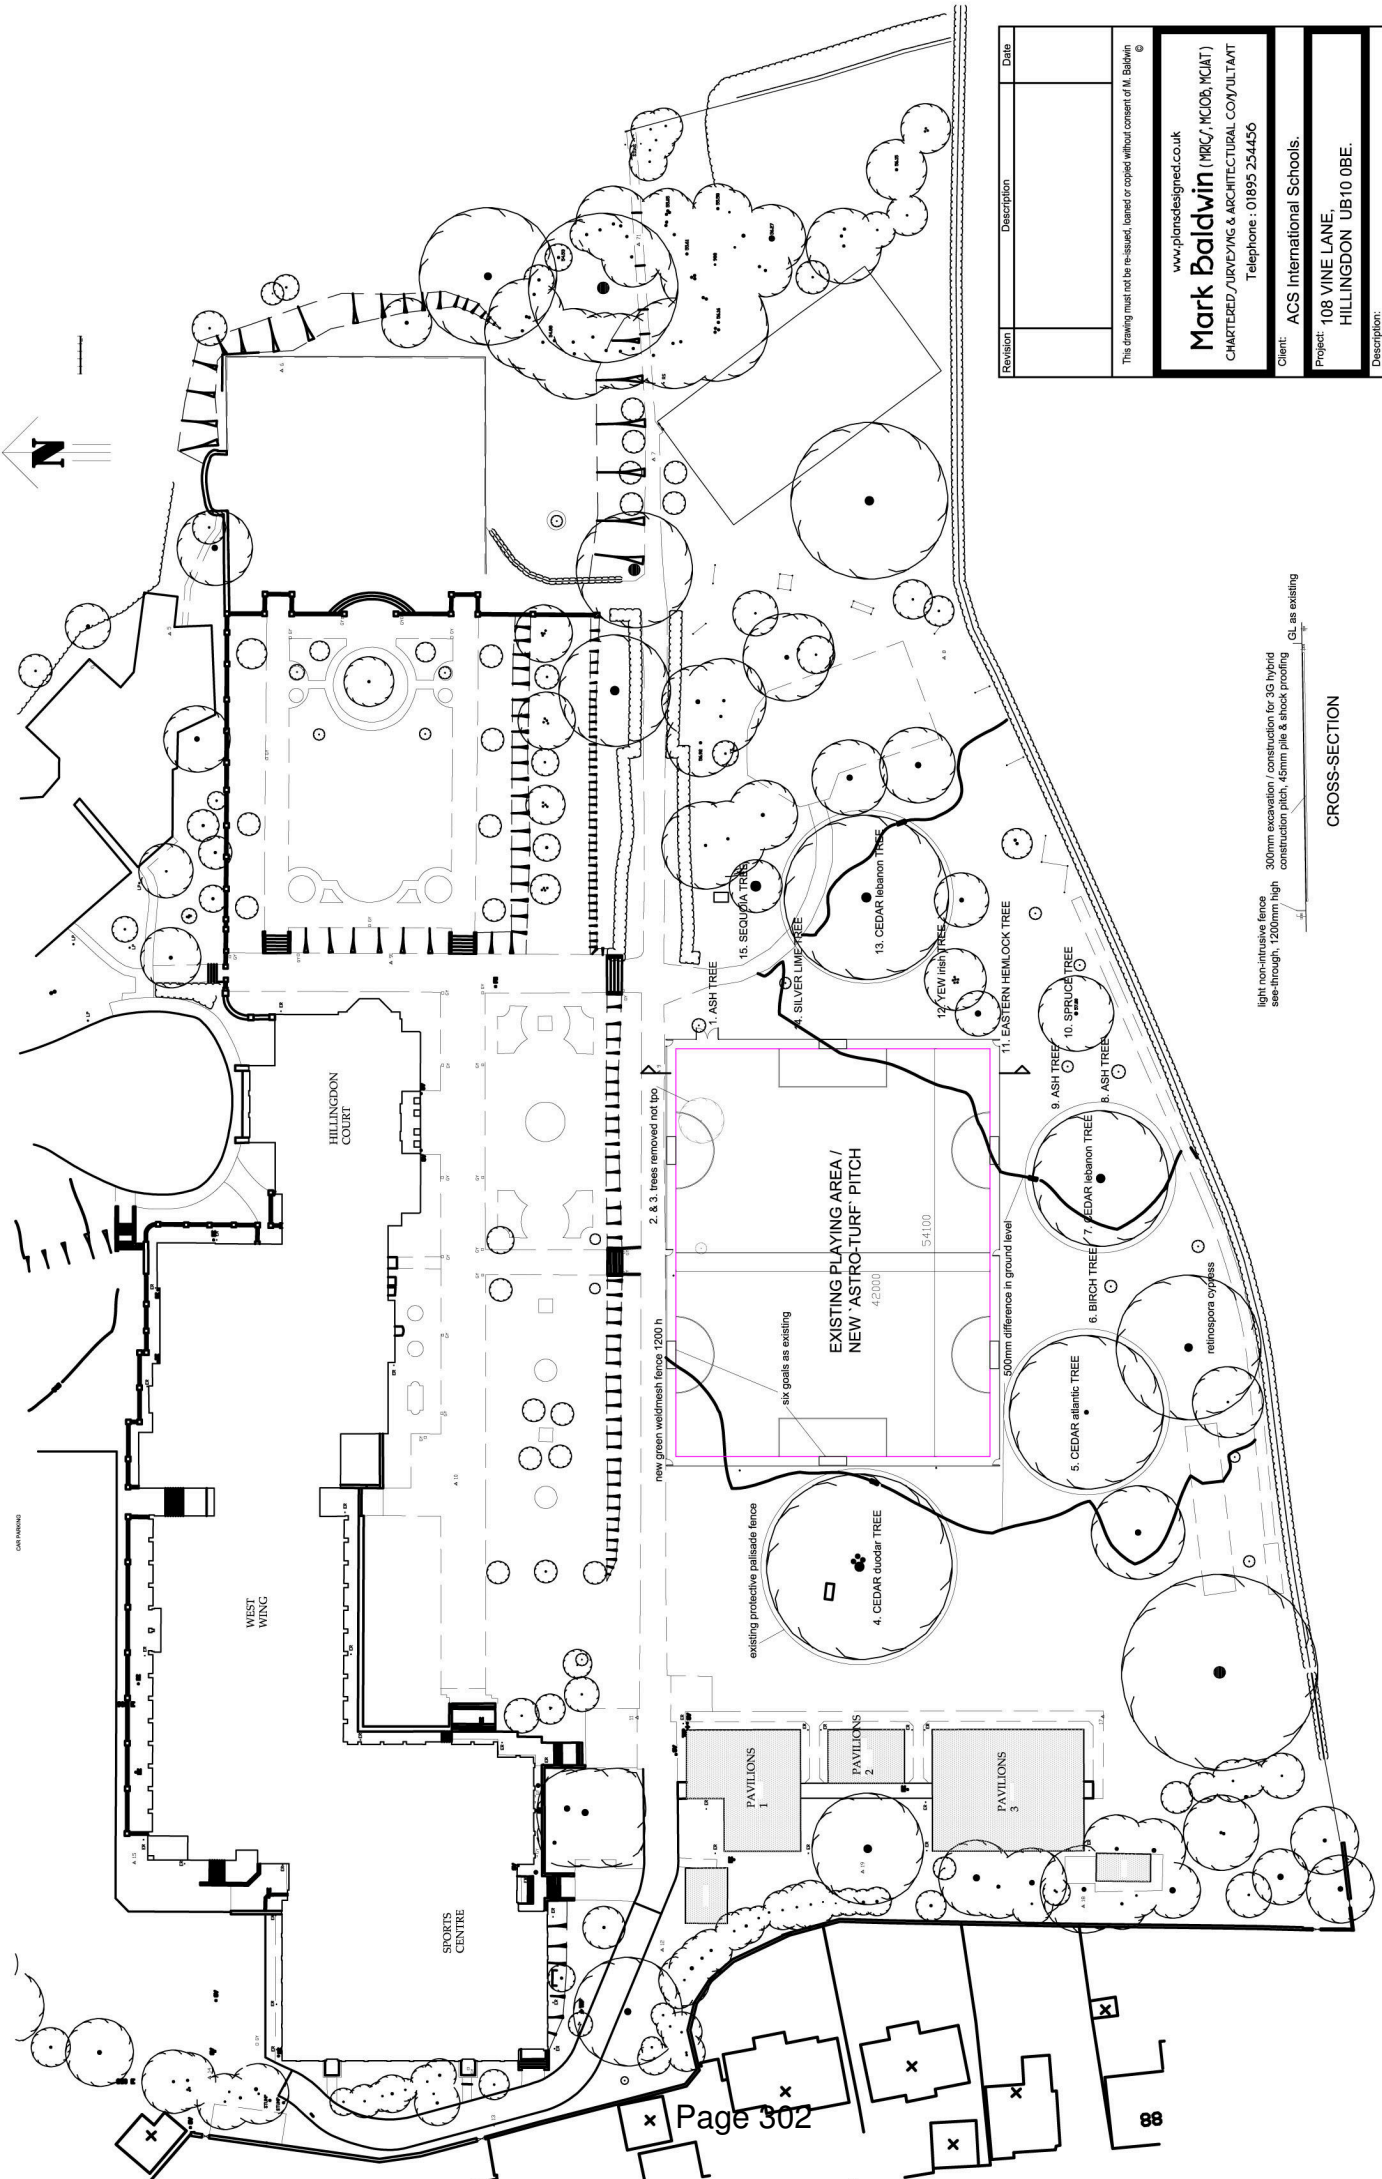 N
CAR PARKING
HILLINGDON
COURT
WEST
WING
SPORTS
CENTRE
2. & 3. trees removed not tpo
new green weldmesh fence 1200 h
1. ASH TREE
15. SEQUOIA TREE
14. SILVER LIME TREE
13. CEDAR lebanon TREE
12. YEW Irish TREE
11. EASTERN HEMLOCK TREE
10. SPRUCE TREE
9. ASH TREE
8. ASH TREE
7. CEDAR lebanon TREE
6. BIRCH TREE
retinospora cypress
5. CEDAR atlantic TREE
500mm difference in ground level
EXISTING PLAYING AREA /
NEW `ASTRO-TURF` PITCH
42000
54100
six goals as existing
existing protective palisade fence
4. CEDAR duodar TREE
PAVILIONS
1
PAVILIONS
2
PAVILIONS
3
88
light non-intrusive fence
see-through, 1200mm high
300mm excavation / construction for 3G hybrid
construction pitch, 45mm pile & shock proofing
GL as existing
CROSS-SECTION
Revision
Description
Date
This drawing must not be re-issued, loaned or copied without consent of M. Baldwin
©
www.plansdesigned.co.uk
Mark Baldwin (MRICS, MCIOB, MCIAT)
CHARTERED SURVEYING & ARCHITECTURAL CONSULTANT
Telephone : 01895 254456
Client:
ACS International Schools.
Project:
108 VINE LANE,
HILLINGDON UB10 0BE.
Description:
Page 302